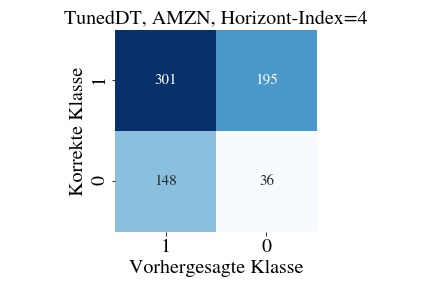 TunedDT, AMZN, Horizont-Index=4
Korrekte Klasse
1
301
195
0
148
36
1
0
Vorhergesagte Klasse